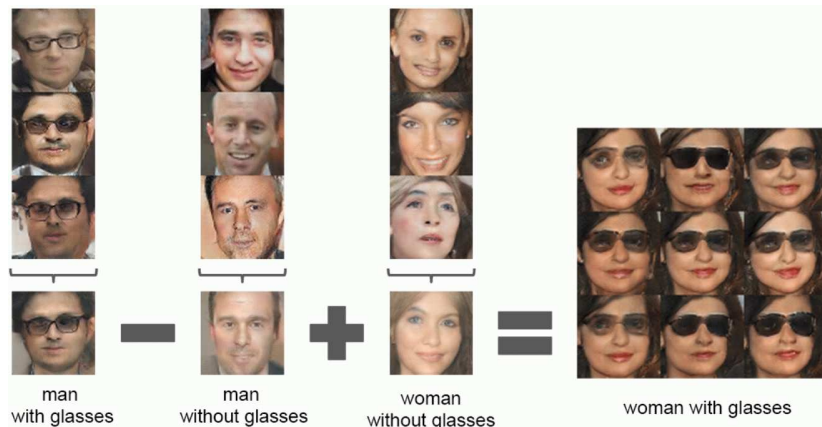 man
with glasses
man
without glasses
woman
without glasses
woman with glasses